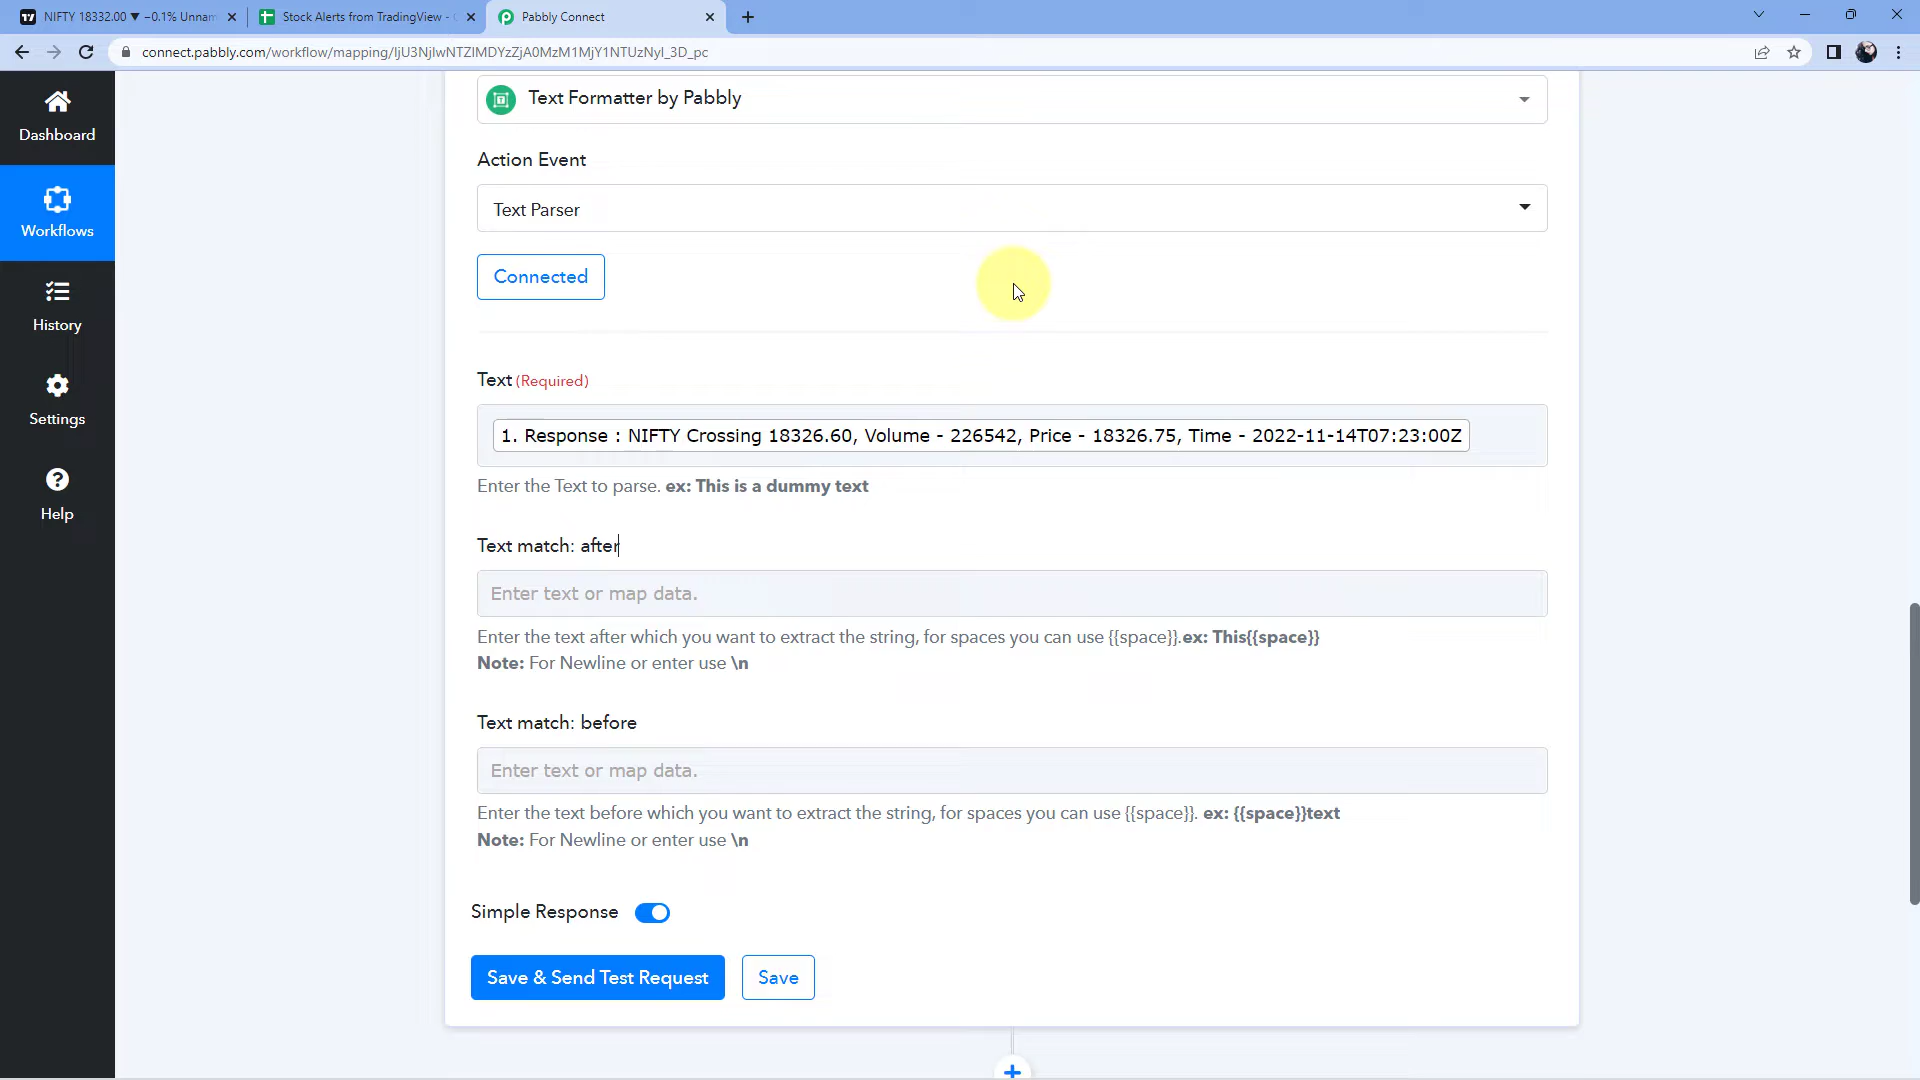 NIFTY 18332.00 ▼ −0.1% Unnam
Stock Alerts from TradingView -
Pabbly Connect
connect.pabbly.com/workflow/mapping/IjU3NjIwNTZlMDYzZjA0MzM1MjY1NTUzNyI_3D_pc
Dashboard
Workflows
History
Settings
Help
Text Formatter by Pabbly
Action Event
Text Parser
Connected
Text (Required)
1. Response : NIFTY Crossing 18326.60, Volume - 226542, Price - 18326.75, Time - 2022-11-14T07:23:00Z
Enter the Text to parse. ex: This is a dummy text
Text match: after
Enter text or map data.
Enter the text after which you want to extract the string, for spaces you can use {{space}}.ex: This{{space}}
Note: For Newline or enter use \n
Text match: before
Enter text or map data.
Enter the text before which you want to extract the string, for spaces you can use {{space}}. ex: {{space}}text
Note: For Newline or enter use \n
Simple Response
Save & Send Test Request
Save